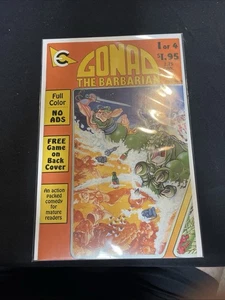 GONAD
1 of 4
THE BARBARIAN
$1.95
Full
Color
NO
ADS
FREE
Game on
Back
Cover
An action
packed
comedy for
mature
readers